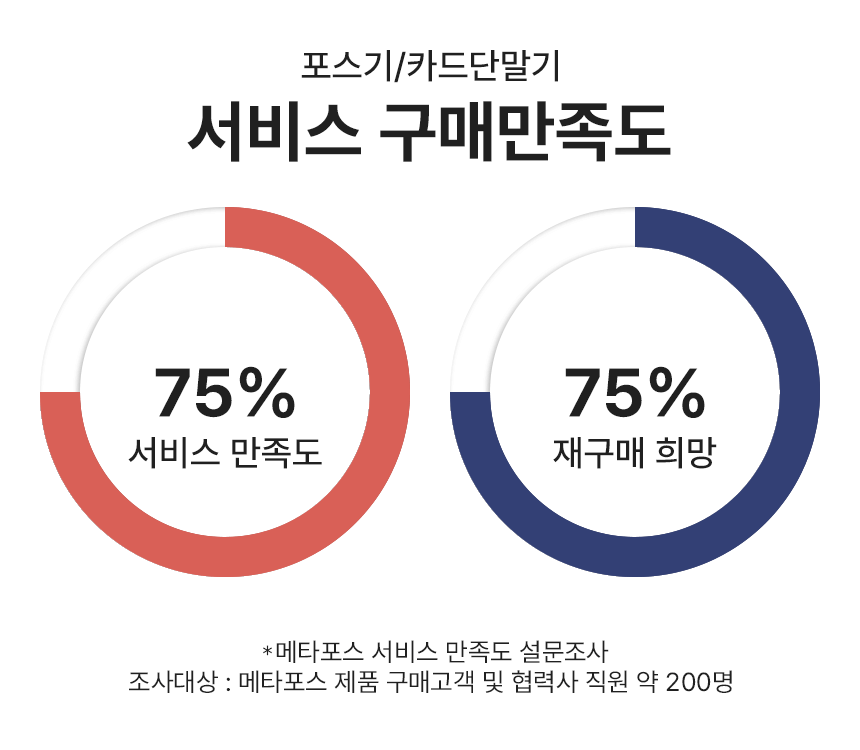 포스기/카드단말기
서비스 구매만족도
75%
서비스 만족도
75%
재구매 희망
*메타포스 서비스 만족도 설문조사
조사대상 : 메타포스 제품 구매고객 및 협력사 직원 약 200명